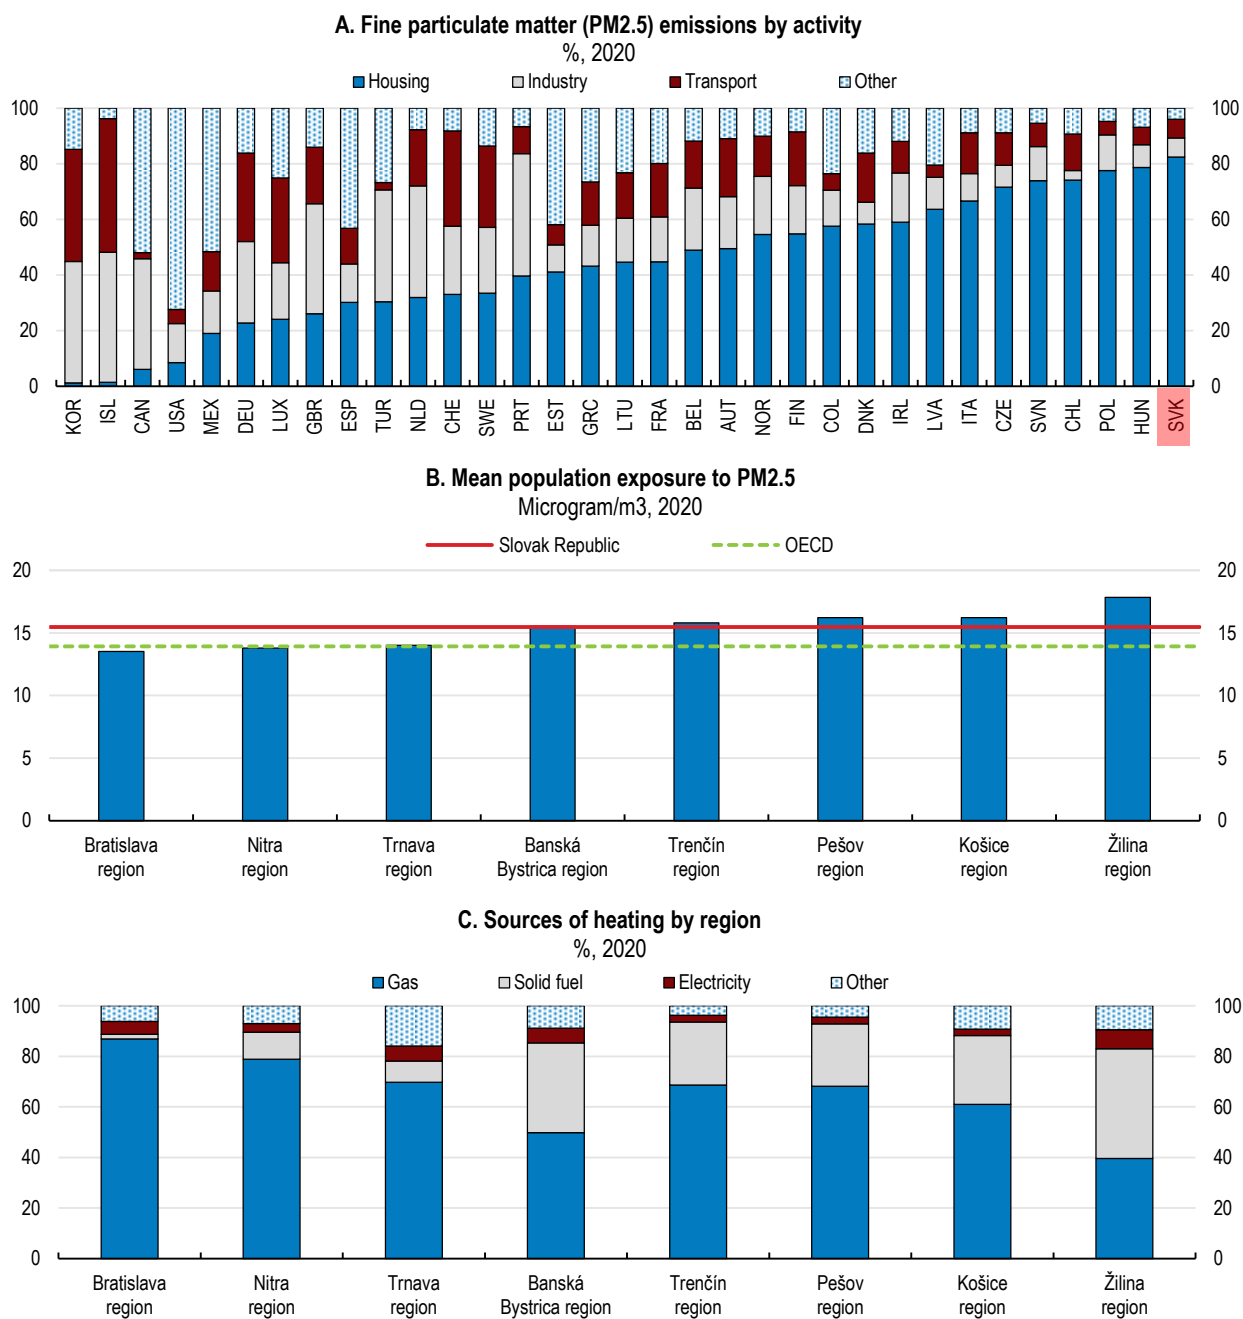 A. Fine particulate matter (PM2.5) emissions by activity
%, 2020
Housing Industry Transport Other
100 100
80 80
60 60
40 40
20 20
0 0
KOR ISL CAN USA MEX DEU LUX GBR ESP TUR NLD CHE SWE PRT EST GRC LTU FRA BEL AUT NOR FIN COL DNK IRL LVA ITA CZE SVN CHL POL HUN SVK
B. Mean population exposure to PM2.5
Microgram/m3, 2020
Slovak Republic OECD
20 20
15 15
10 10
5 5
0 0
Bratislava Nitra Trnava Banská Trenčín Pešov Košice Žilina
region region region Bystrica region region region region region
C. Sources of heating by region
%, 2020
Gas Solid fuel Electricity Other
100 100
80 80
60 60
40 40
20 20
0 0
Bratislava Nitra Trnava Banská Trenčín Pešov Košice Žilina
region region region Bystrica region region region region region